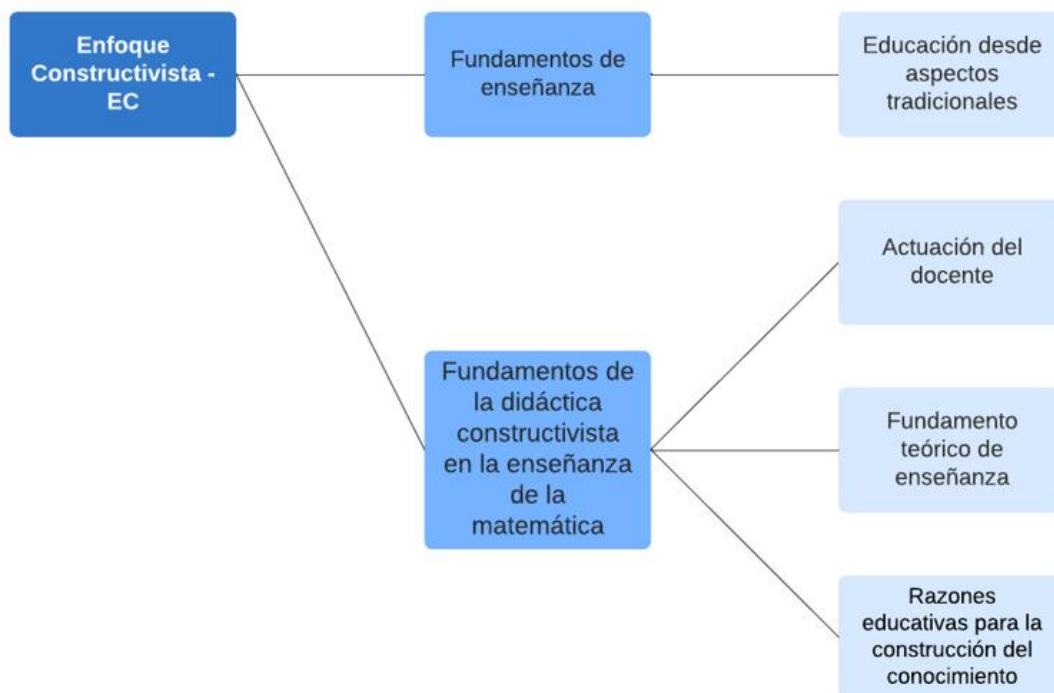 Enfoque
Constructivista -
EC
Fundamentos de
enseñanza
Educación desde
aspectos
tradicionales
Actuación del
docente
Fundamentos de
la didáctica
constructivista
en la enseñanza
de la
matemática
Fundamento
teórico de
enseñanza
Razones
educativas para la
construcción del
conocimiento